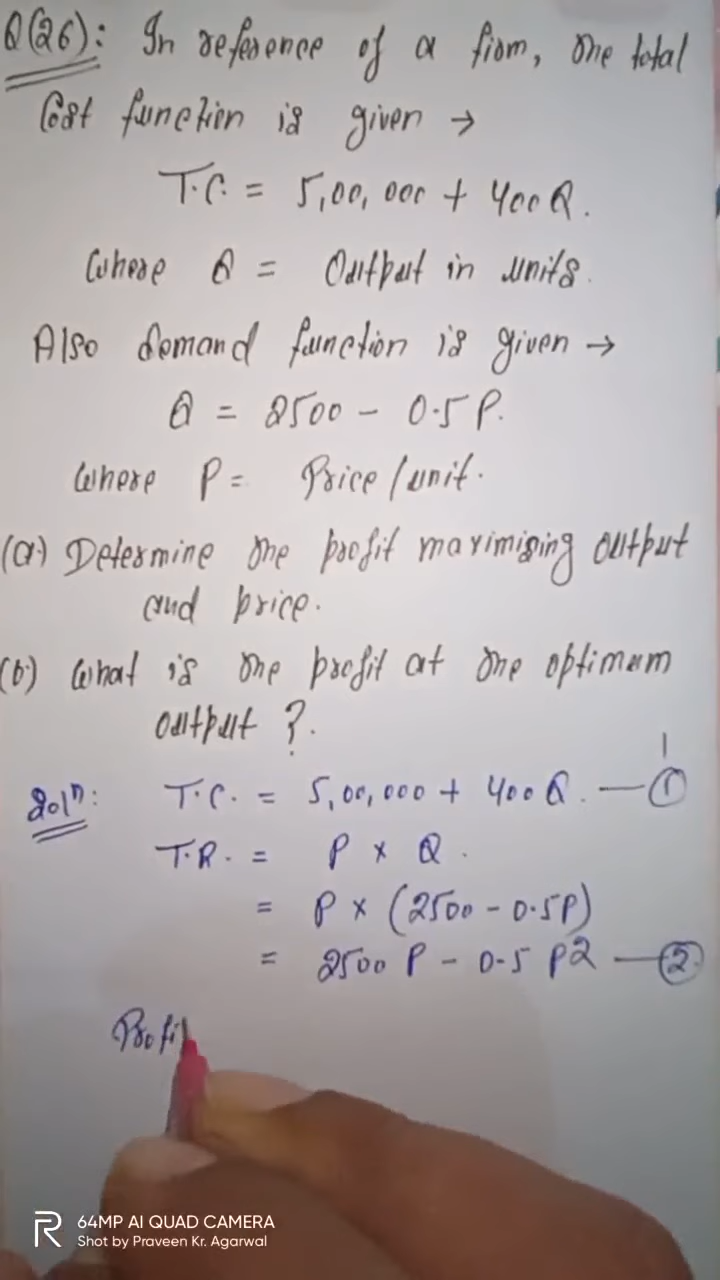 Q(26): In reference of a firm, the total
Cost function is given →
T.C. = 5,00,000 + 400Q.
Where Q = Output in units.
Also demand function is given →
Q = 2500 - 0.5P.
Where P = Price/unit.
(a) Determine the profit maximising output
and price.
(b) What is the profit at the optimum
output ?.
Solⁿ: T.C. = 5,00,000 + 400Q. — ①
T.R. = P × Q.
= P × (2500 - 0.5P)
= 2500 P - 0.5 P2 — ②
Profi
64MP AI QUAD CAMERA
Shot by Praveen Kr. Agarwal